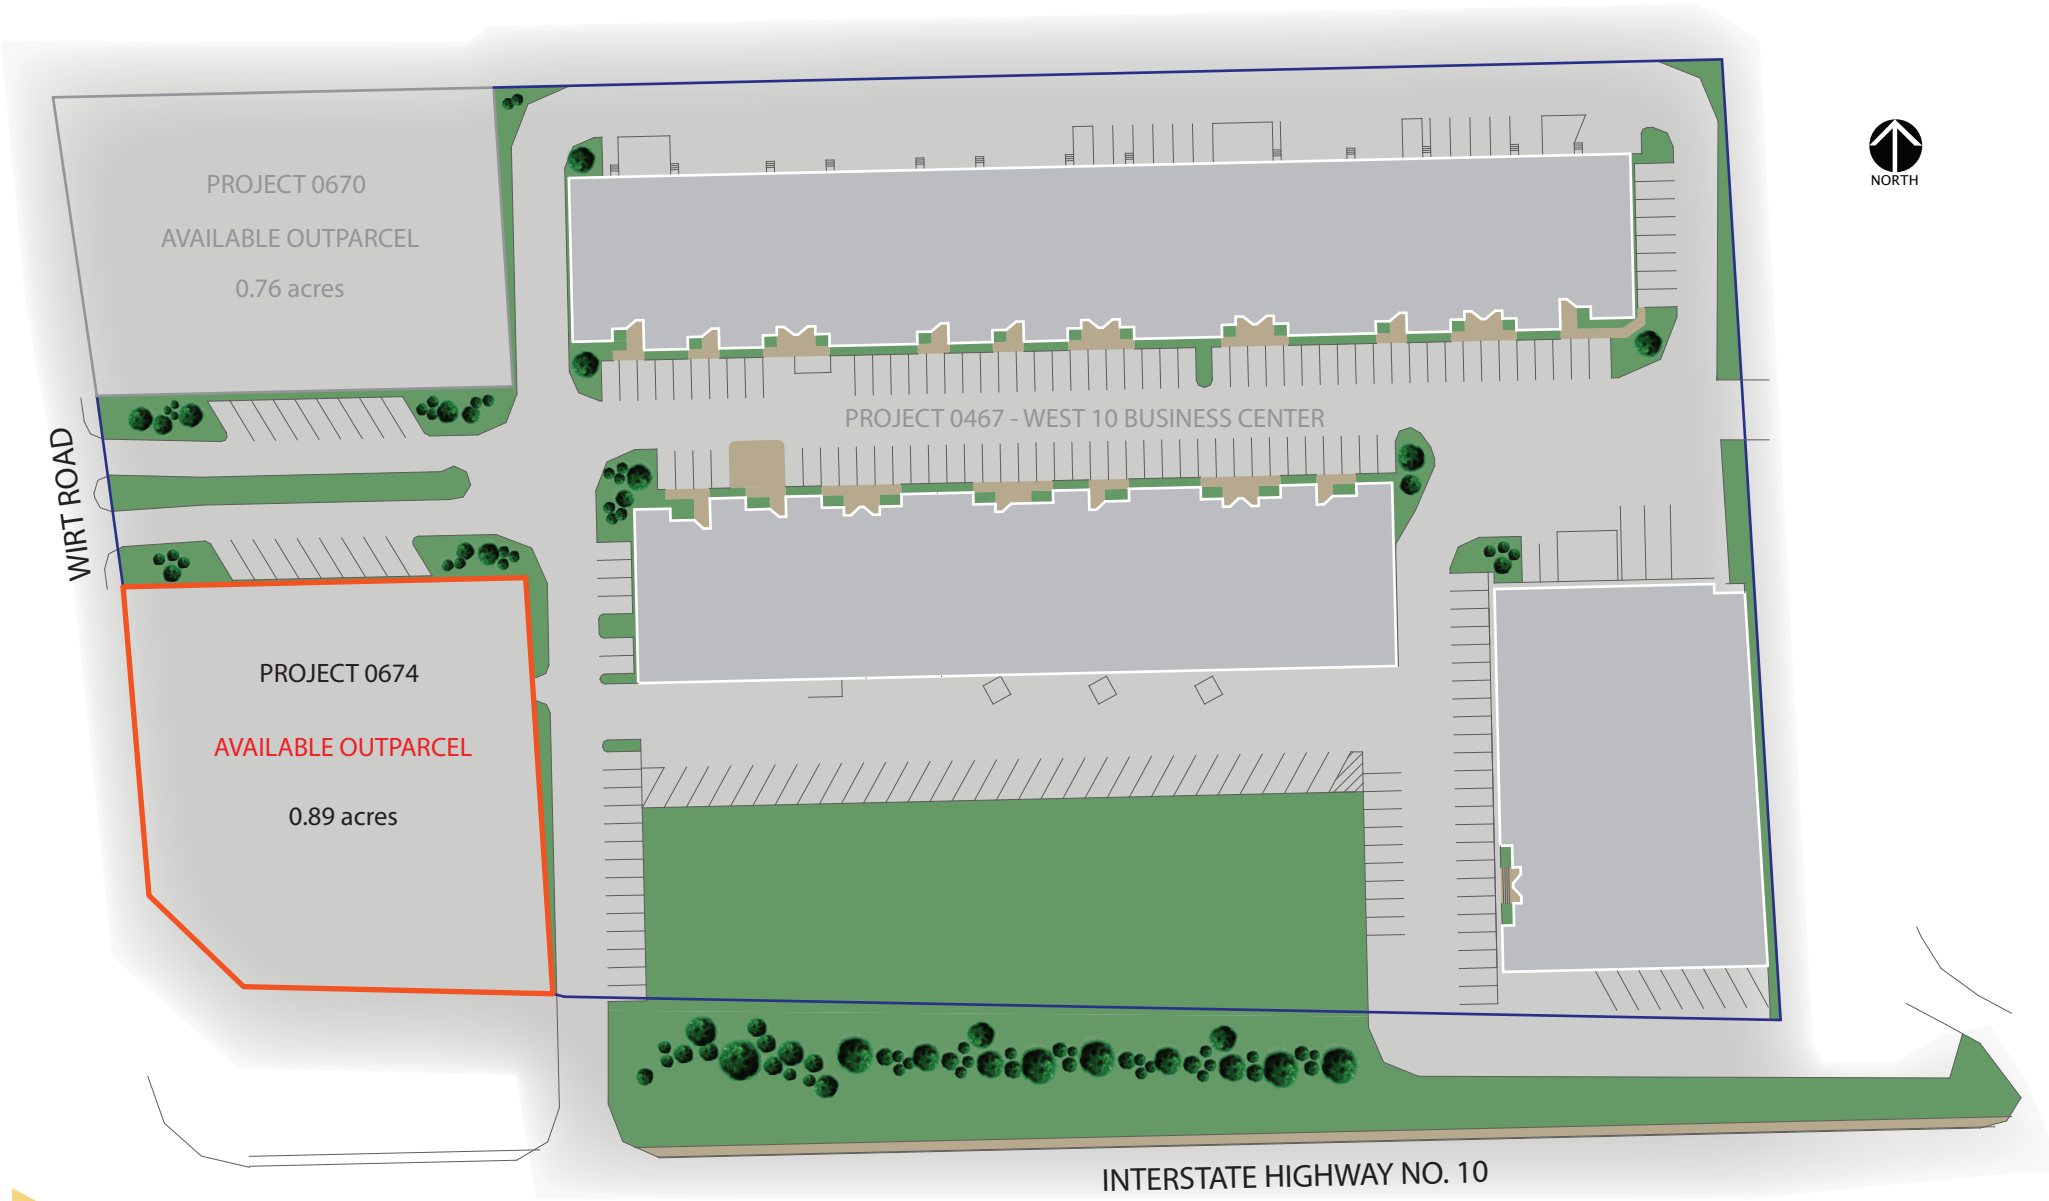 PROJECT 0670
AVAILABLE OUTPARCEL
0.76 acres
NORTH
PROJECT 0467 - WEST 10 BUSINESS CENTER
WIRT ROAD
PROJECT 0674
AVAILABLE OUTPARCEL
0.89 acres
INTERSTATE HIGHWAY NO. 10